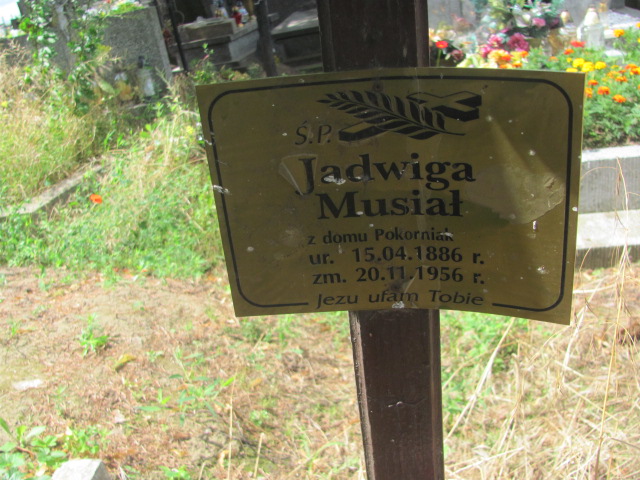 Ś.P.
Jadwiga
Musiał
z domu Pokorniak
ur. 15.04.1886 r.
zm. 20.11.1956 r.
Jezu ufam Tobie